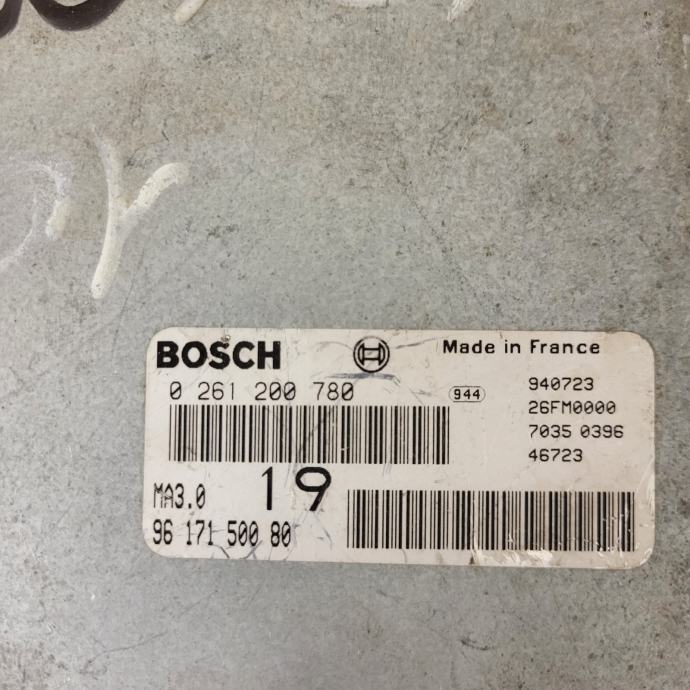 BOSCH Made in France
0 261 200 780 944 940723
26FM0000
7035 0396
46723
MA3.0 19
96 171 500 80